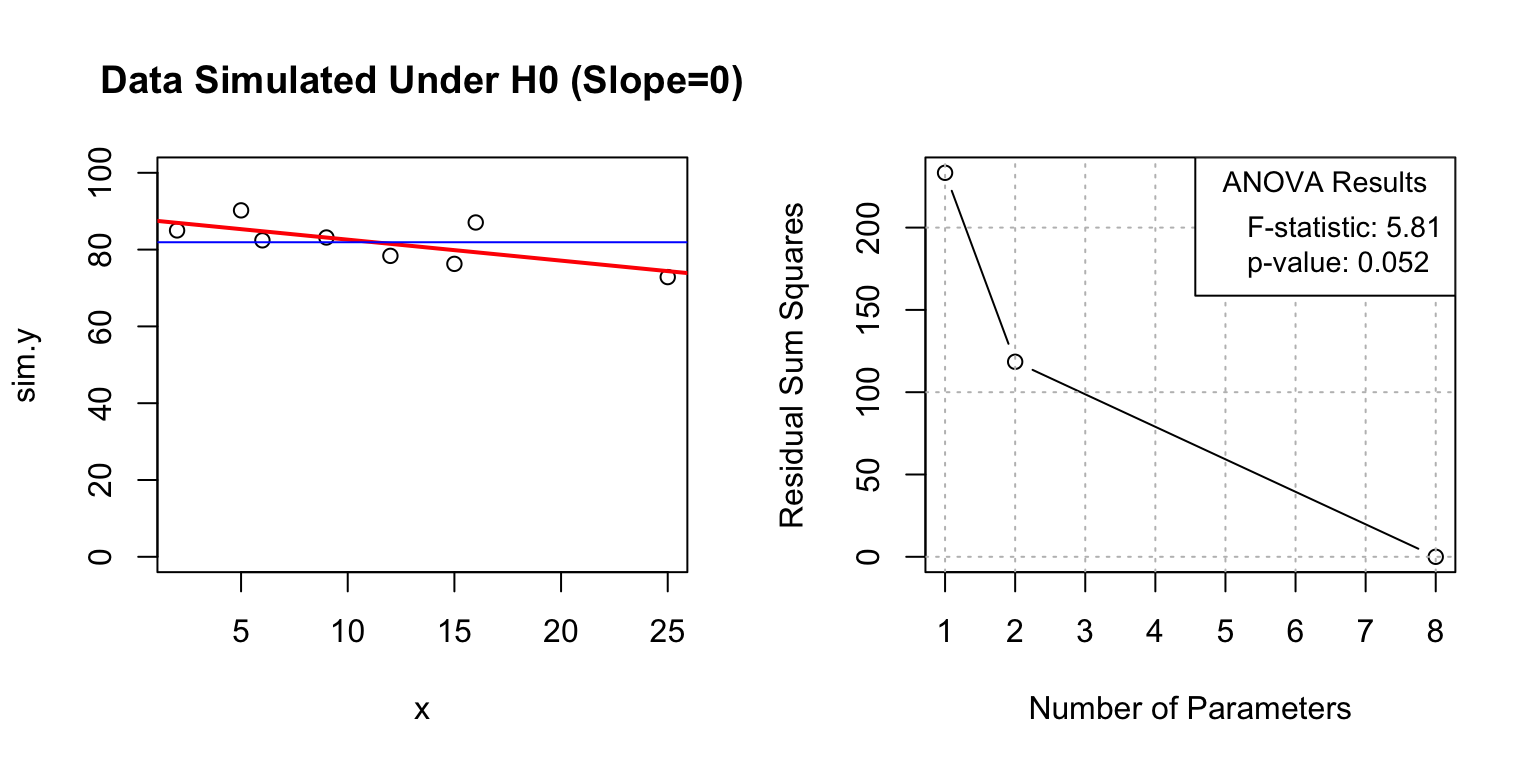 Data Simulated Under H0 (Slope=0)
sim.y
100
80
60
40
20
0
5 10 15 20 25
x
Residual Sum Squares
200
150
100
50
0
1 2 3 4 5 6 7 8
Number of Parameters
ANOVA Results
F-statistic: 5.81
p-value: 0.052